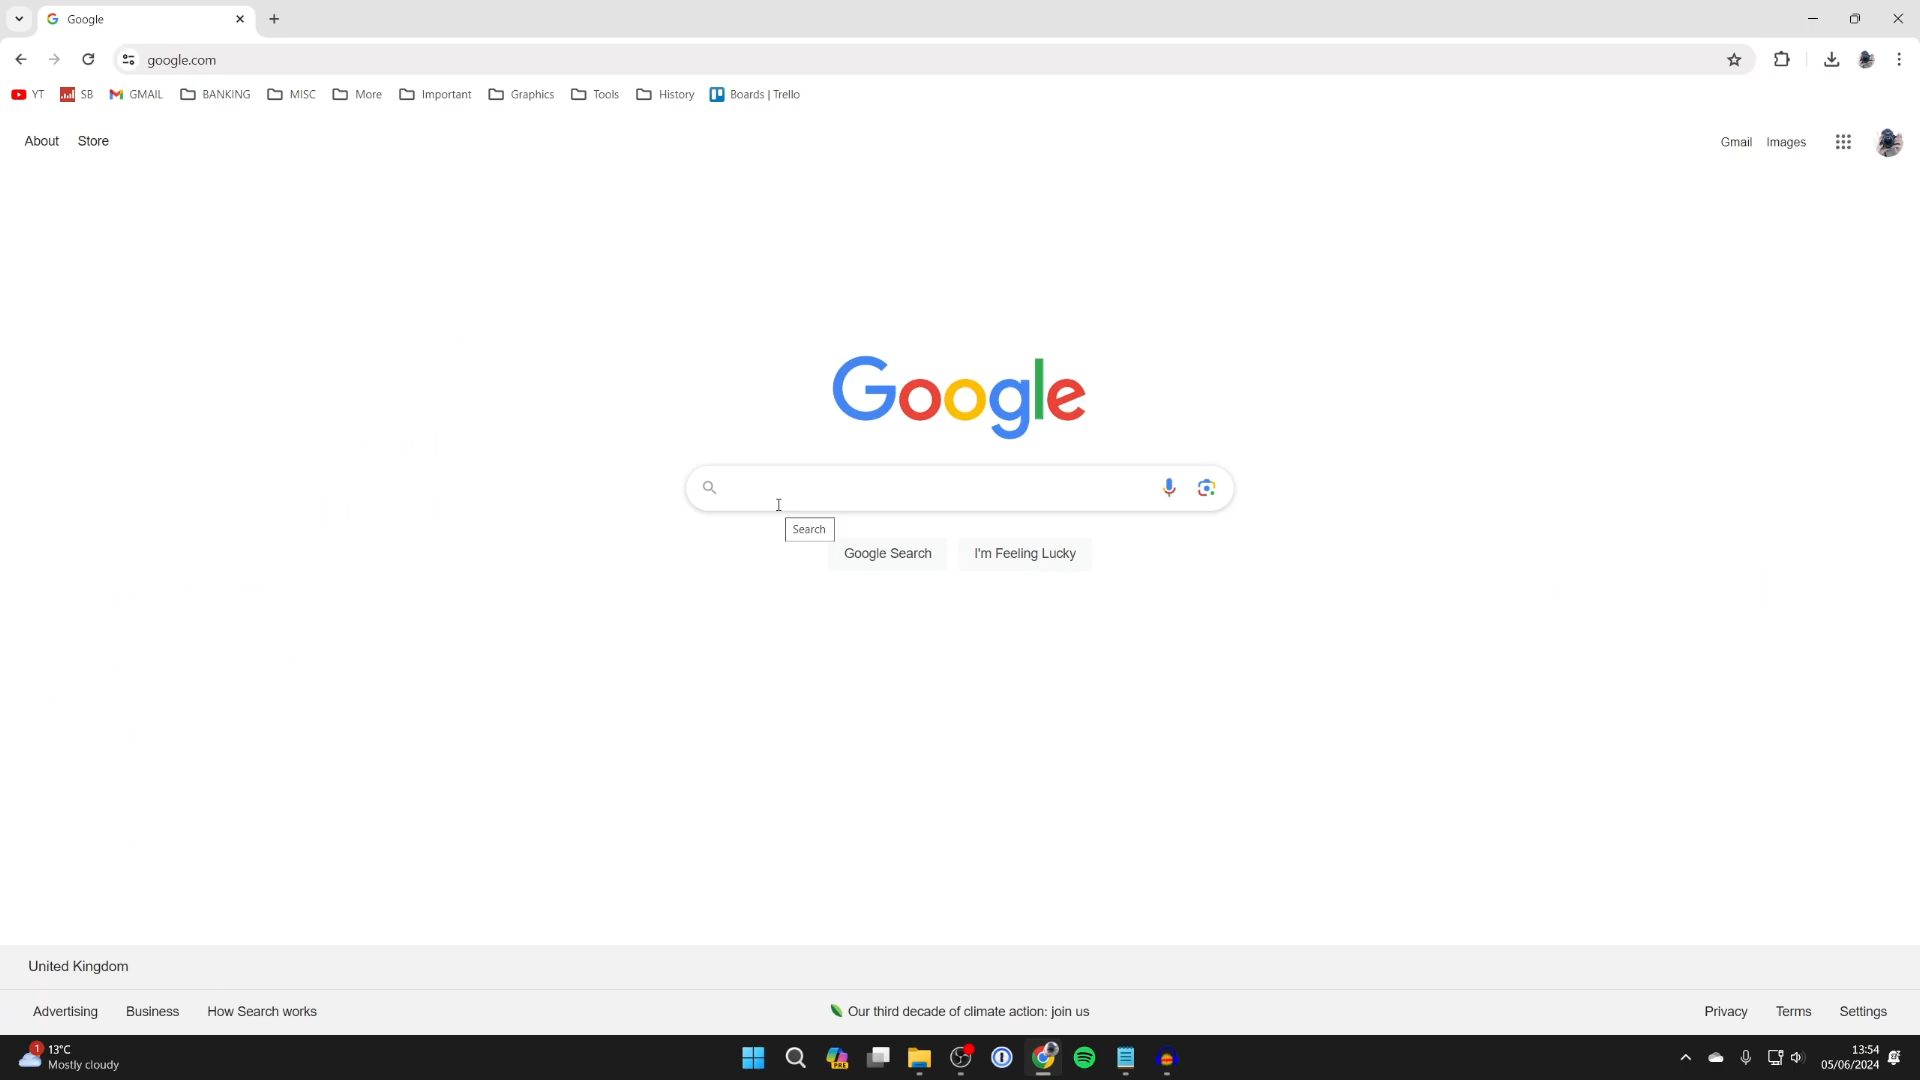 Google
google.com
YT SB GMAIL BANKING MISC More Important Graphics Tools History Boards | Trello
About Store Gmail Images
Google
Search
Google Search I'm Feeling Lucky
United Kingdom
Advertising Business How Search works Our third decade of climate action: join us Privacy Terms Settings
1 13°C PRE 13:54
Mostly cloudy 05/06/2024